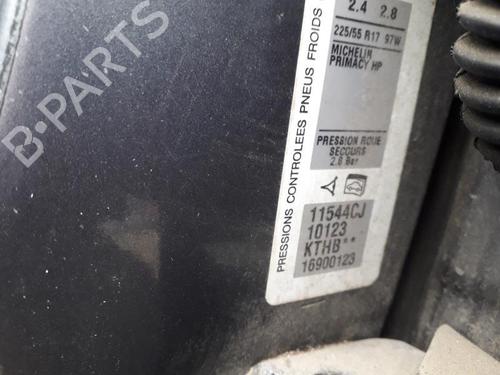 2.4 2.8
225/55 R17 97W
MICHELIN
PRIMACY HP
PRESSION ROUE
SECOURS
2.8 Bar
PRESSIONS CONTROLEES PNEUS FROIDS
11544CJ
10123
KTHB**
16900123
B-PARTS